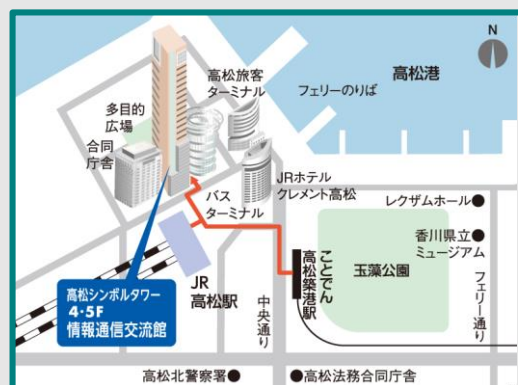 N
高松港
高松旅客
ターミナル
フェリーのりば
多目的
広場
合同
庁舎
JRホテル
クレメント高松
バス
ターミナル
レクザムホール
香川県立
ミュージアム
玉藻公園
ことでん
高松築港駅
JR
高松駅
中央通り
フェリー通り
高松シンボルタワー
4・5F
情報通信交流館
高松北警察署
高松法務合同庁舎